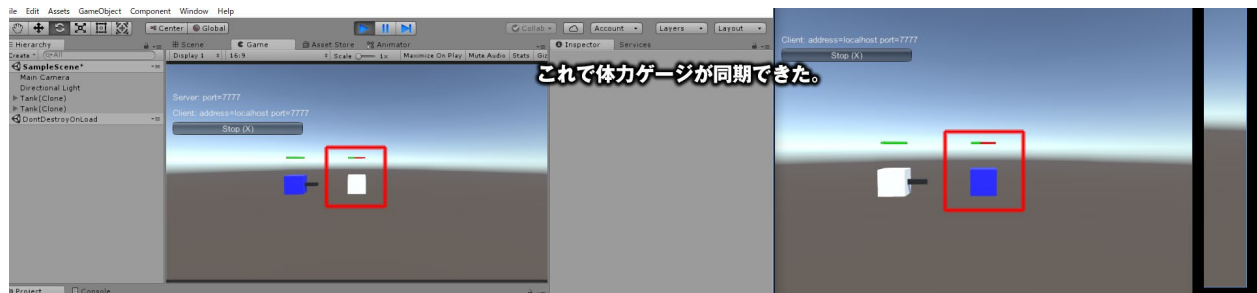 ile Edit Assets GameObject Component Window Help
Center Global
Collab
Account
Layers
Layout
Hierarchy
Scene
Game
Asset Store
Animator
Inspector
Services
Create
All
Display 1
16:9
Scale
1x
Maximize On Play
Mute Audio
Stats
Giz
SampleScene*
Main Camera
Directional Light
Tank(Clone)
Tank(Clone)
DontDestroyOnLoad
Server: port=7777
Client: address=localhost port=7777
Stop (X)
これで体力ゲージが同期できた。
Client: address=localhost port=7777
Stop (X)
Project
Console